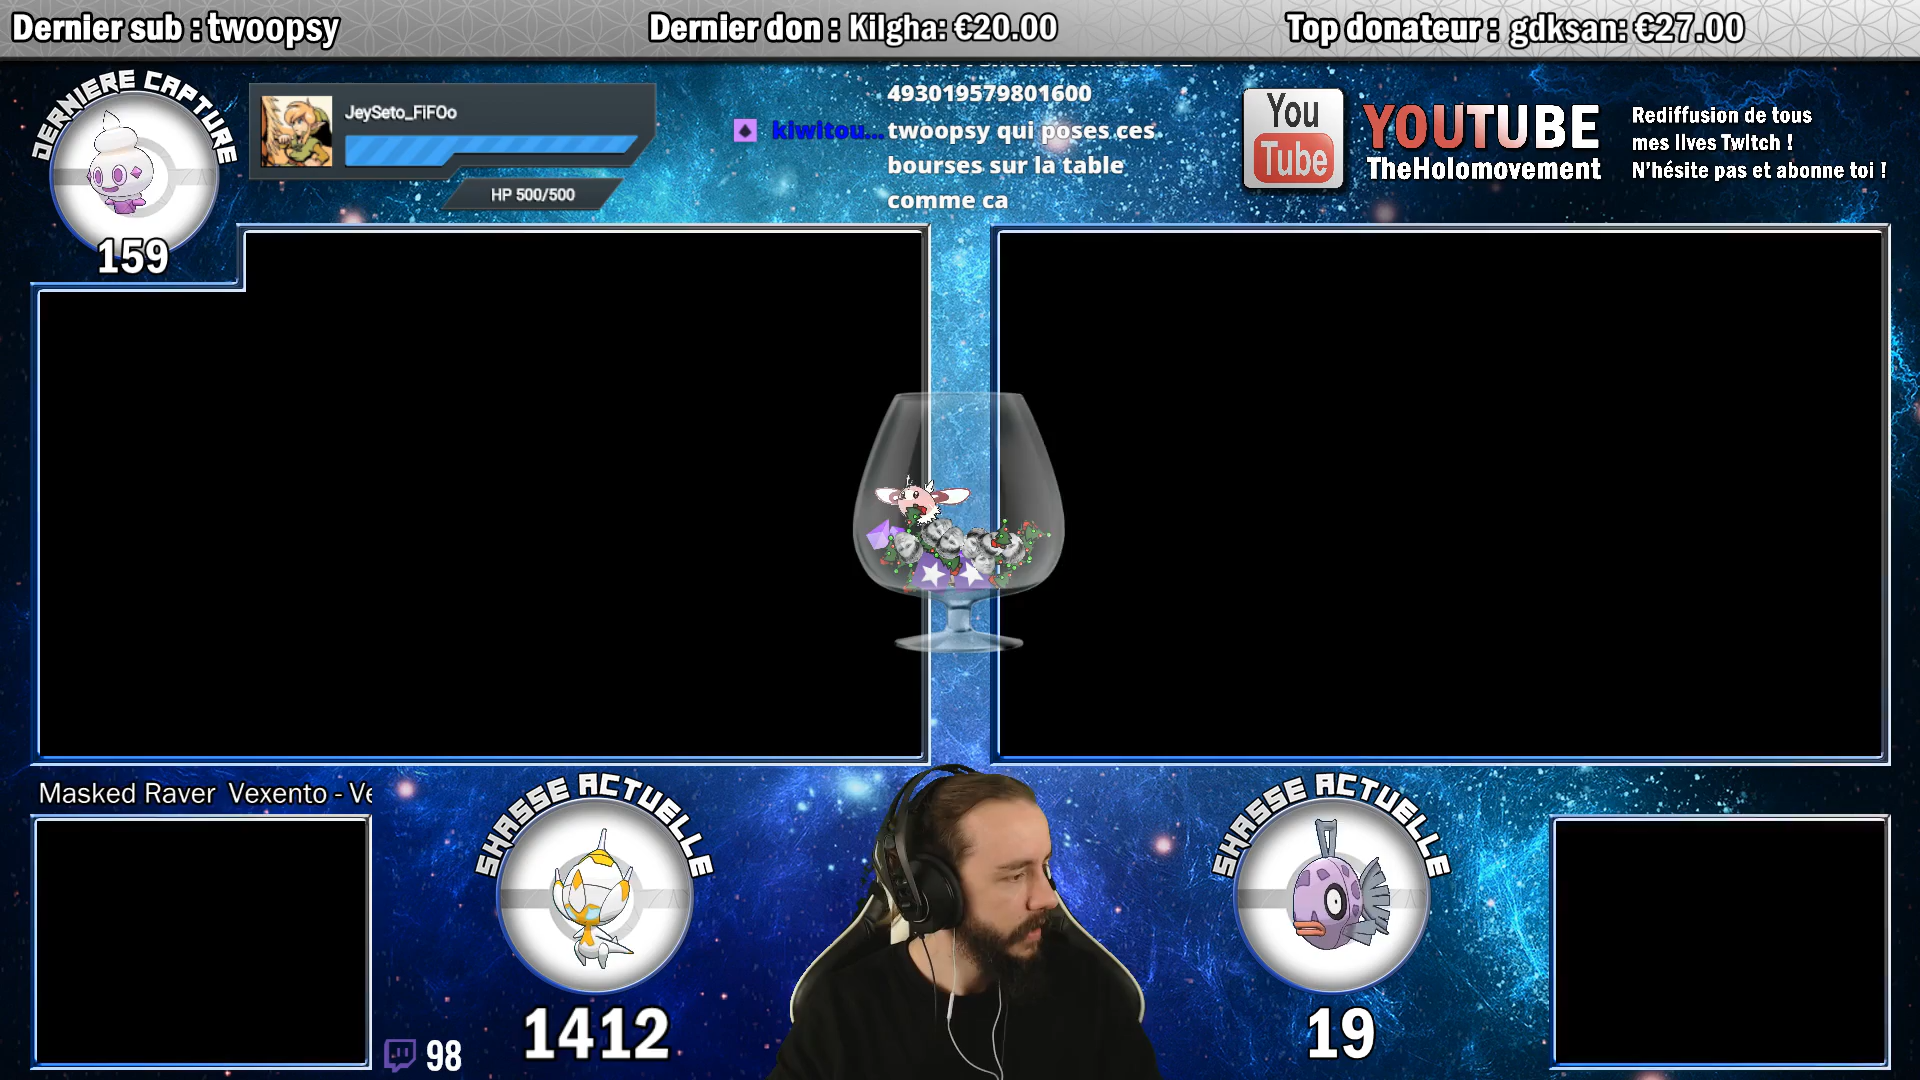 Dernier sub : twoopsy
Dernier don : Kilgha: €20.00
Top donateur : gdksan: €27.00
DERNIERE CAPTURE
159
JeySeto_FiFOo
HP 500/500
493019579801600
kiwitou... twoopsy qui poses ces
bourses sur la table
comme ca
You
Tube
YOUTUBE
TheHolomovement
Rediffusion de tous
mes lives Twitch !
N'hésite pas et abonne toi !
Masked Raver Vexento - Ve
SHASSE ACTUELLE
1412
98
SHASSE ACTUELLE
19